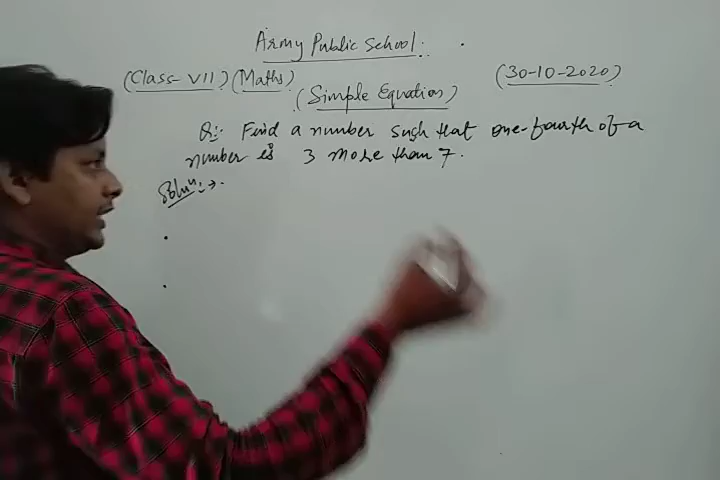 Army Public School:
(Class- VII) (Maths) (30-10-2020)
(Simple Equation)
Q:- Find a number such that one-fourth of a
number is 3 more than 7.
Soluⁿ:→.